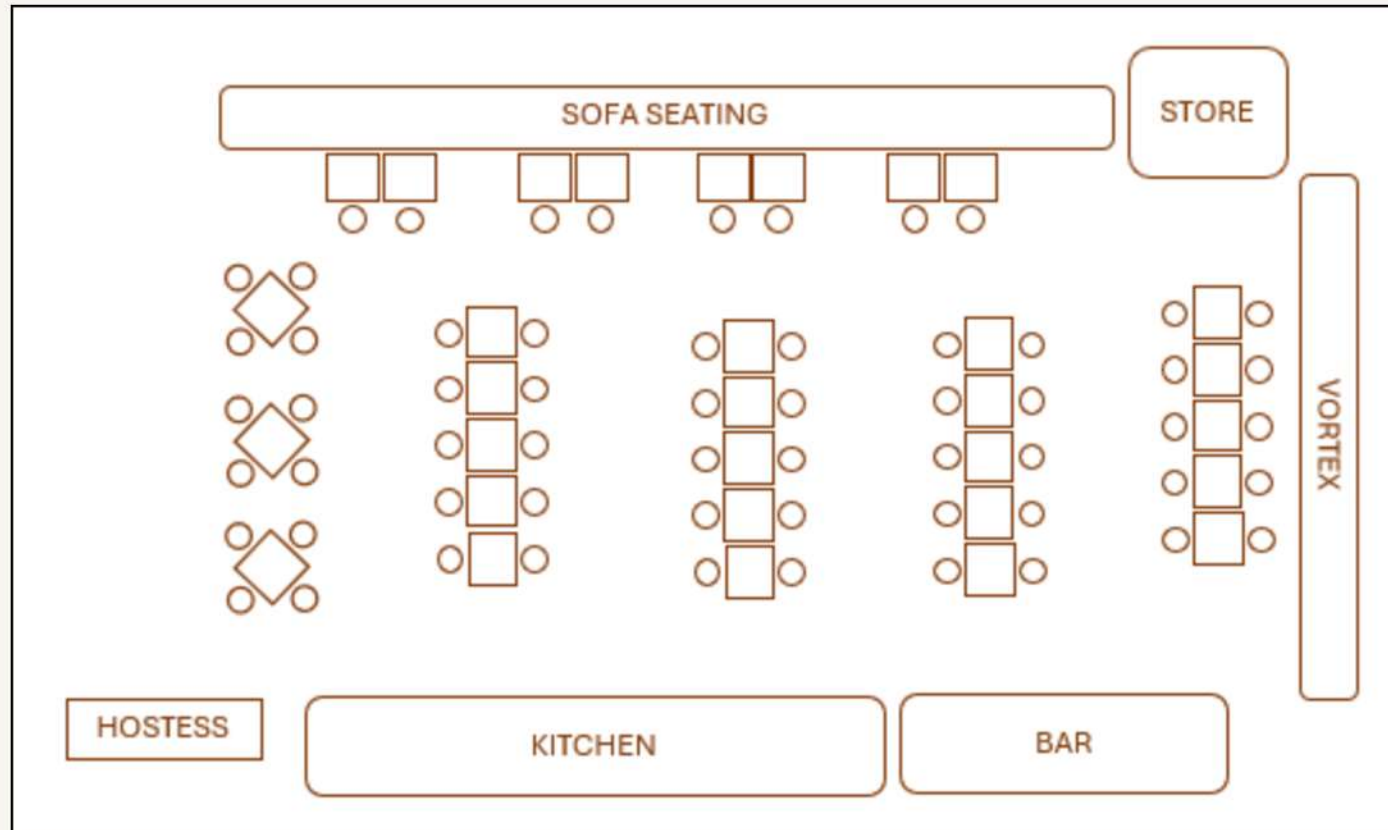 SOFA SEATING
STORE
VORTEX
HOSTESS
KITCHEN
BAR